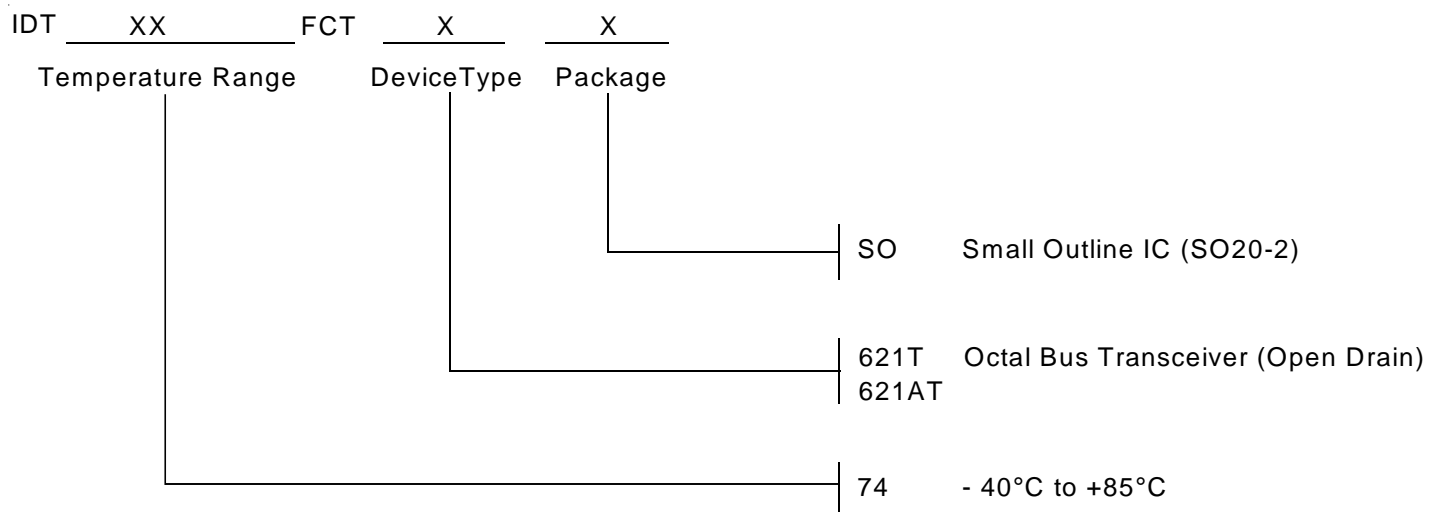 IDT XX FCT X X
Temperature Range DeviceType Package
SO Small Outline IC (SO20-2)
621T Octal Bus Transceiver (Open Drain)
621AT
74 - 40°C to +85°C